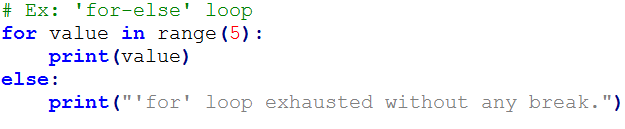 # Ex: 'for-else' loop
for value in range(5):
    print(value)
else:
    print("'for' loop exhausted without any break.")